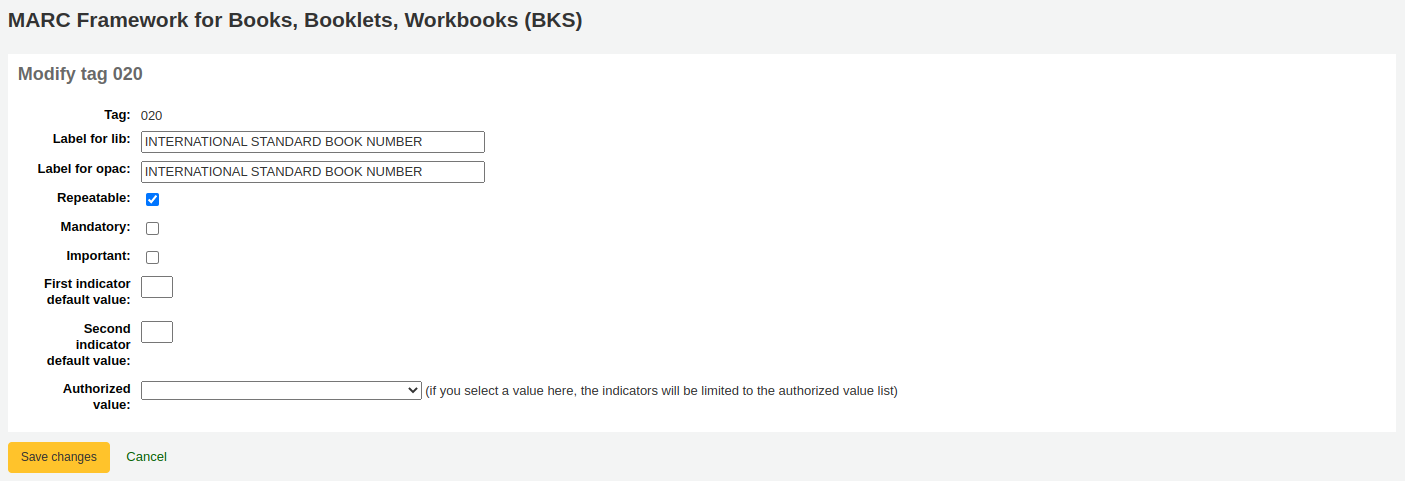 MARC Framework for Books, Booklets, Workbooks (BKS)
Modify tag 020
Tag: 020
Label for lib: INTERNATIONAL STANDARD BOOK NUMBER
Label for opac: INTERNATIONAL STANDARD BOOK NUMBER
Repeatable:
Mandatory:
Important:
First indicator
default value:
Second
indicator
default value:
Authorized
value:
(if you select a value here, the indicators will be limited to the authorized value list)
Save changes Cancel